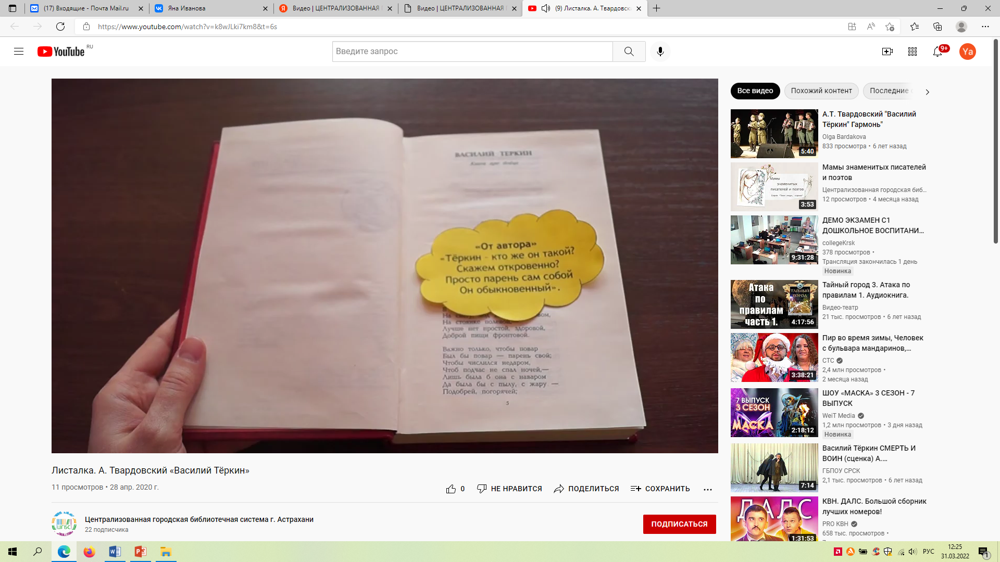 (17) Входящие - Почта Mail.ru
Яна Иванова
Видео | ЦЕНТРАЛИЗОВАННАЯ
Видео | ЦЕНТРАЛИЗОВАННАЯ
(9) Листалка. А. Твардовск
https://www.youtube.com/watch?v=k8wJLki7km8&t=6s
YouTube RU
Введите запрос
9+
Ya
ВАСИЛИЙ ТЕРКИН
Книга про бойца
«От автора»
«Тёркин - кто же он такой?
Скажем откровенно?
Просто парень сам собой
Он обыкновенный».
Лучше нет простой, здоровой,
Доброй пищи фронтовой.
Важно только, чтобы повар
Был бы повар — парень свой;
Чтобы числился недаром,
Чтоб подчас не спал ночей,—
Лишь была б она с наваром
Да была бы с пылу, с жару —
Подобрей, погорячей;
5
Листалка. А. Твардовский «Василий Тёркин»
11 просмотров • 28 апр. 2020 г.
0
НЕ НРАВИТСЯ
ПОДЕЛИТЬСЯ
СОХРАНИТЬ
ЦГБС
Централизованная городская библиотечная система г. Астрахани
22 подписчика
ПОДПИСАТЬСЯ
Все видео
Похожий контент
Последние
5:40
А.Т. Твардовский "Василий
Тёркин" Гармонь"
Olga Bardakova
833 просмотра • 6 лет назад
Мамы
знаменитых
писателей и поэтов
3:53
Мамы знаменитых писателей
и поэтов
Централизованная городская биб...
12 просмотров • 4 месяца назад
9:31:28
ДЕМО ЭКЗАМЕН С1
ДОШКОЛЬНОЕ ВОСПИТАНИ...
collegeKrsk
378 просмотров •
Трансляция закончилась 1 день
Новинка
Атака
по
правилам
часть 1.
ТАЙНЫЙ
ГОРОД
4:17:56
Тайный город 3. Атака по
правилам 1. Аудиокнига.
Видео-театр
21 тыс. просмотров • 6 лет назад
3:38:21
Пир во время зимы, Человек
с бульвара мандаринов,...
СТС
2,4 млн просмотров •
2 месяца назад
7 ВЫПУСК
3 СЕЗОН
МАСКА
2:18:12
ШОУ «МАСКА» 3 СЕЗОН - 7
ВЫПУСК
WeiT Media
1,2 млн просмотров • 3 дня назад
Новинка
7:14
Василий Тёркин СМЕРТЬ И
ВОИН (сценка) А....
ГБПОУ СРСК
2,1 тыс. просмотров • 6 лет назад
ДАЛС
1:31:53
КВН. ДАЛС. Большой сборник
лучших номеров!
PRO КВН
658 тыс. просмотров •
РУС
12:25
31.03.2022
1